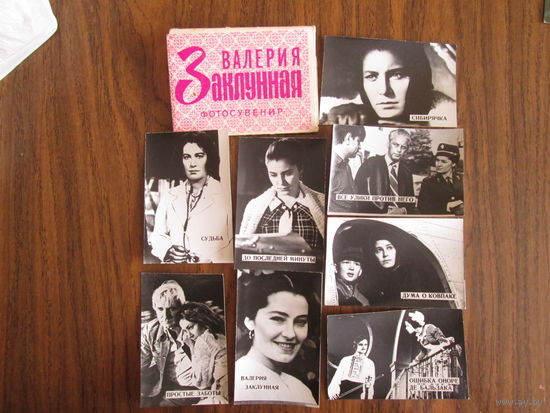 ВАЛЕРИЯ
Заклунная
ФОТОСУВЕНИР
СИБИРЯЧКА
СУДЬБА
ДО ПОСЛЕДНЕЙ МИНУТЫ
ВСЕ УЛИКИ ПРОТИВ НЕГО
ДУМА О КОВПАКЕ
ПРОСТЫЕ ЗАБОТЫ
ВАЛЕРИЯ
ЗАКЛУННАЯ
ОШИБКА ОНОРЕ
ДЕ БАЛЬЗАКА